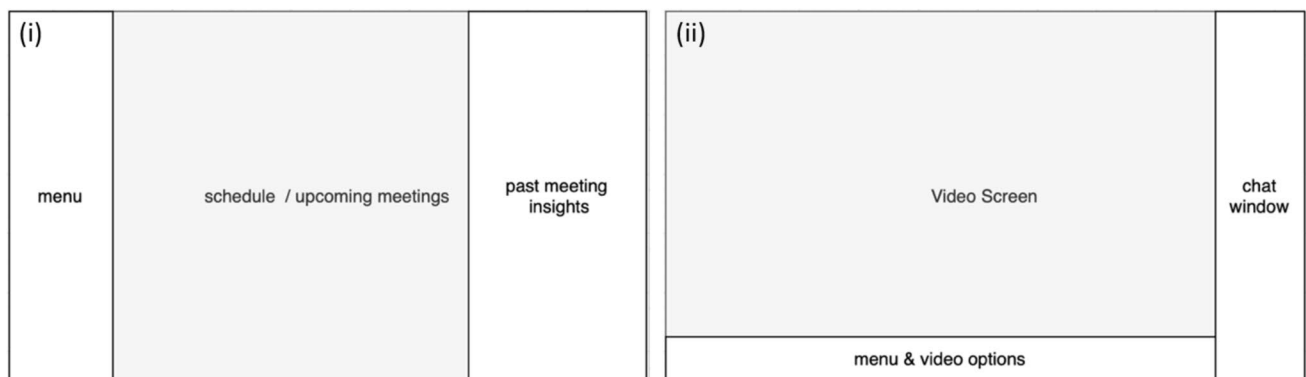 (i)
menu
schedule / upcoming meetings
past meeting
insights
(ii)
Video Screen
menu & video options
chat
window